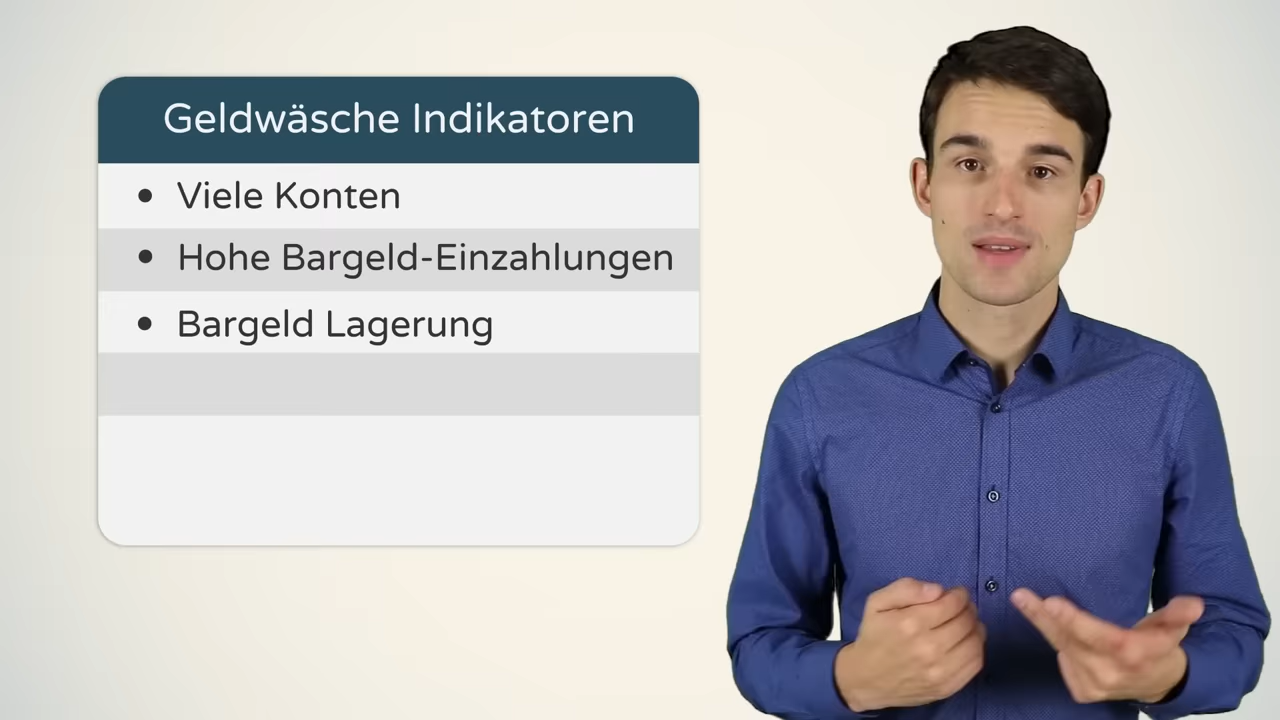 Geldwäsche Indikatoren
• Viele Konten
• Hohe Bargeld-Einzahlungen
• Bargeld Lagerung